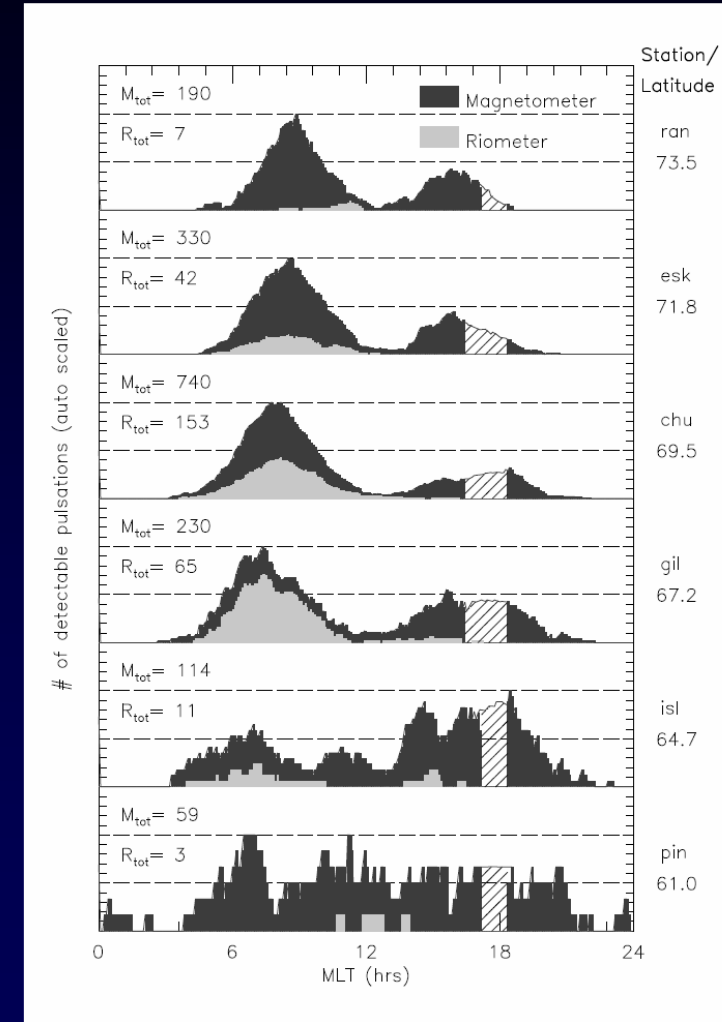 Station/
Latitude
M_tot= 190
Magnetometer
R_tot= 7
Riometer
ran
73.5
M_tot= 330
R_tot= 42
esk
71.8
M_tot= 740
R_tot= 153
chu
69.5
M_tot= 230
R_tot= 65
gil
67.2
M_tot= 114
R_tot= 11
isl
64.7
M_tot= 59
R_tot= 3
pin
61.0
# of detectable pulsations (auto scaled)
0 6 12 18 24
MLT (hrs)